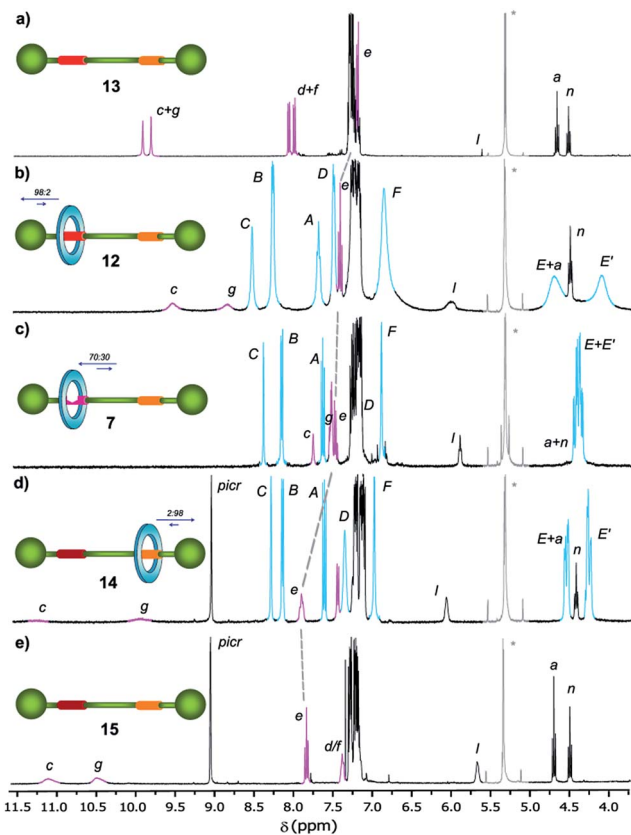 a)
13
c+g
d+f
e
l
*
a
n
b)
98:2
12
c
g
C
B
A
D
e
F
l
*
E+a
n
E'
c)
70:30
7
C
B
A
c
g
e
D
F
l
*
E+E'
a+n
d)
2:98
14
c
g
picr
C
B
e
A
D
F
l
*
E+a
n
E'
e)
15
c
g
picr
e
d/f
l
*
a
n
11.5 11.0 10.5 10.0 9.5 9.0 8.5 8.0 7.5 7.0 6.5 6.0 5.5 5.0 4.5 4.0
δ (ppm)